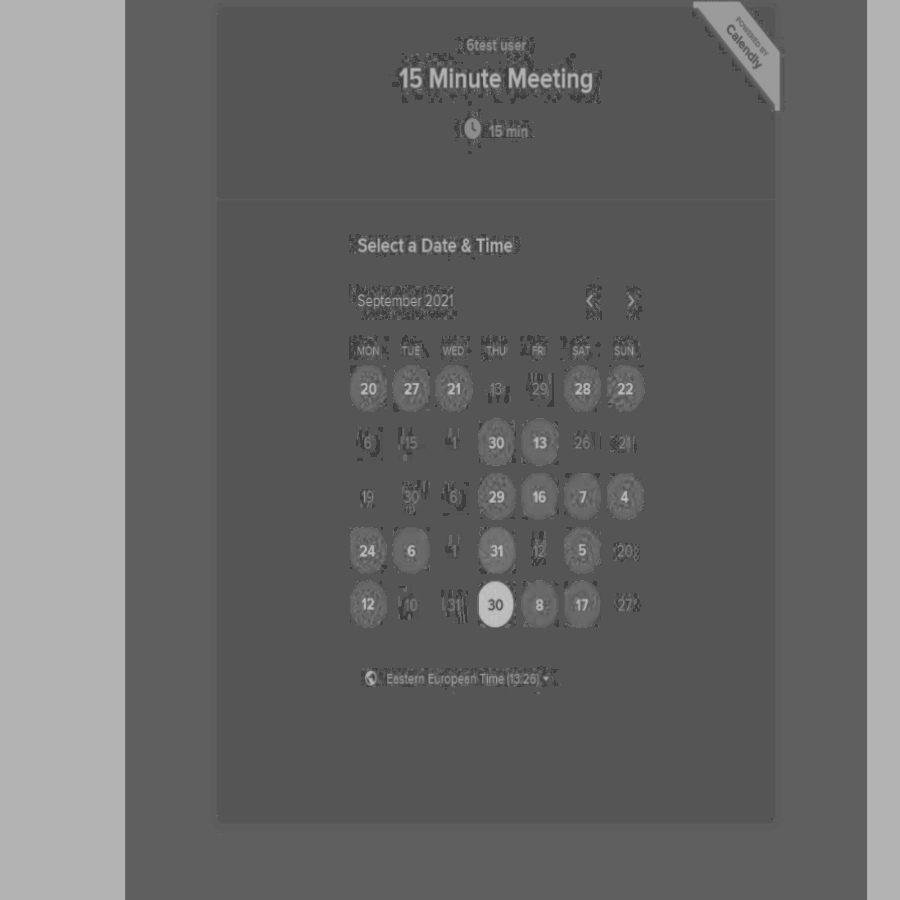 POWERED BY
Calendly
6test user
15 Minute Meeting
15 min
Select a Date & Time
September 2021
MON TUE WED THU FRI SAT SUN
20 27 21 13 29 28 22
6 15 1 30 13 26 21
19 30 6 29 16 7 4
24 6 1 31 12 5 20
12 10 31 30 8 17 27
Eastern European Time (13:26)